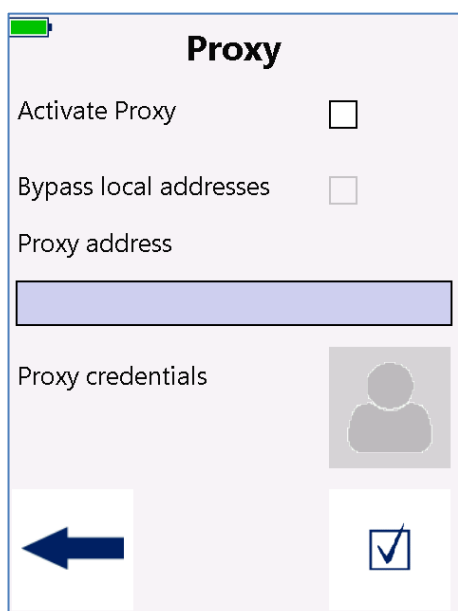 Proxy
Activate Proxy
Bypass local addresses
Proxy address
Proxy credentials